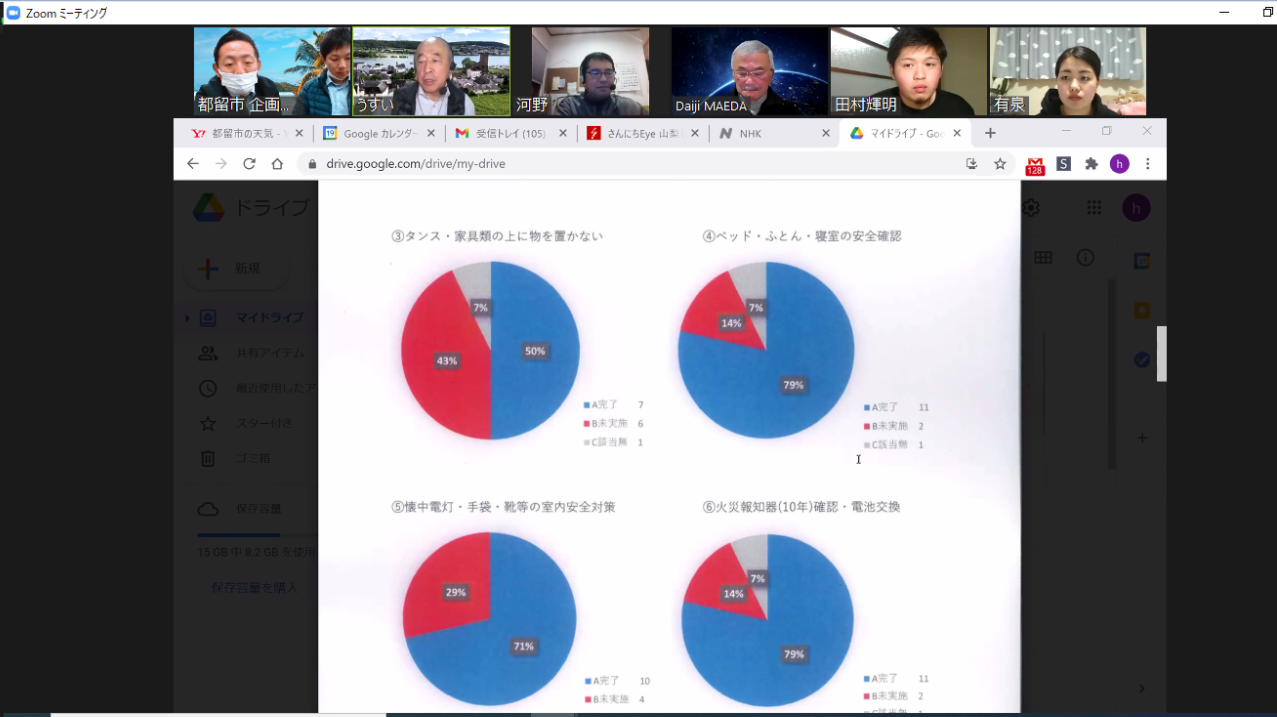 Zoom ミーティング
都留市 企画...
うすい
河野
Daiji MAEDA
田村輝明
有泉
都留市の天気 -
Google カレンダー
受信トレイ (105)
さんにちEye 山梨
NHK
マイドライブ - Goo
drive.google.com/drive/my-drive
128
S
h
ドライブ
h
新規
マイドライブ
共有アイテム
最近使用したア
スター付き
ゴミ箱
保存容量
15 GB 中 8.2 GB を使用
保存容量を購入
③タンス・家具類の上に物を置かない
7%
43%
50%
A完了 7
B未実施 6
C該当無 1
④ベッド・ふとん・寝室の安全確認
7%
14%
79%
A完了 11
B未実施 2
C該当無 1
⑤懐中電灯・手袋・靴等の室内安全対策
29%
71%
A完了 10
B未実施 4
⑥火災報知器(10年)確認・電池交換
7%
14%
79%
A完了 11
B未実施 2